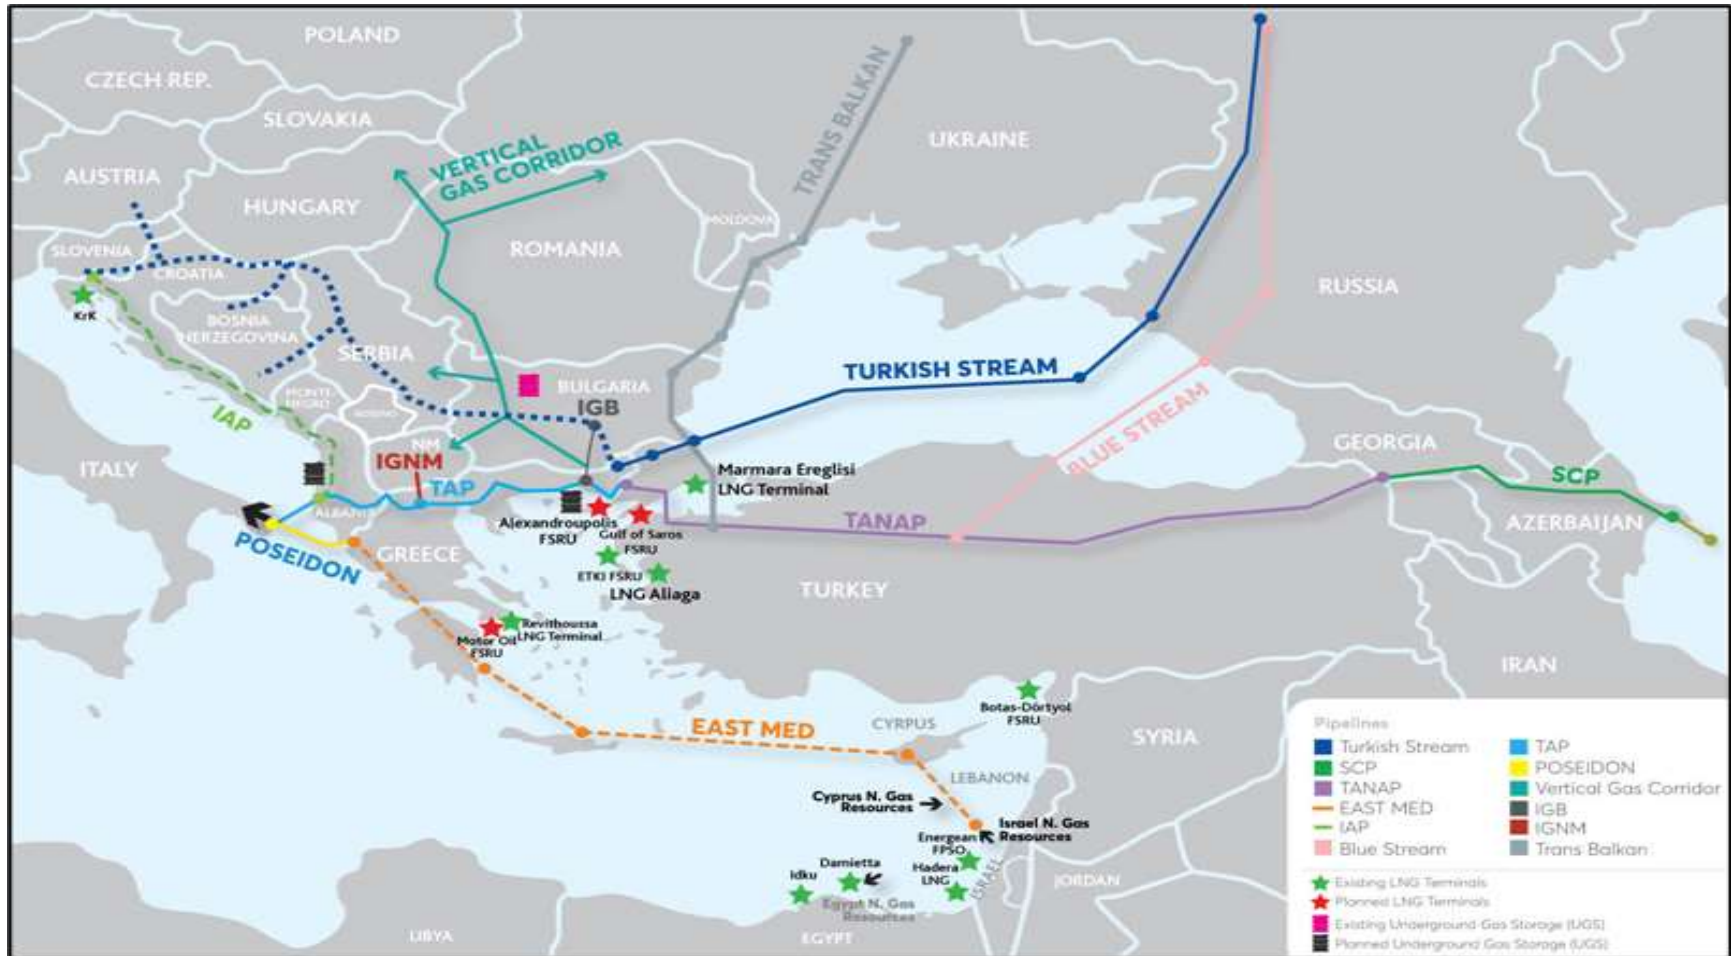 POLAND
CZECH REP.
SLOVAKIA
UKRAINE
AUSTRIA
VERTICAL
GAS CORRIDOR
TRANS BALKAN
HUNGARY
MOLDOVA
ROMANIA
SLOVENIA
CROATIA
RUSSIA
KrK
BOSNIA
HERZEGOVINA
SERBIA
TURKISH STREAM
BULGARIA
MONTE-
NEGRO
IGB
BLUE STREAM
IAP
NM
GEORGIA
ITALY
IGNM
TAP
Marmara Ereglisi
LNG Terminal
SCP
ALBANIA
TANAP
AZERBAIJAN
Alexandroupolis
FSRU
Gulf of Saros
FSRU
POSEIDON
GREECE
ETKI FSRU
LNG Aliaga
TURKEY
Revithoussa
LNG Terminal
Motor Oil
FSRU
IRAN
Botas-Dörtyol
FSRU
EAST MED
CYRPUS
SYRIA
LEBANON
Cyprus N. Gas
Resources
Israel N. Gas
Resources
Energean
FPSO
Damietta
Hadera
LNG
Idku
ISRAEL
JORDAN
Egypt N. Gas
Resources
LIBYA
EGYPT
Pipelines
Turkish Stream
SCP
TANAP
EAST MED
IAP
Blue Stream
TAP
POSEIDON
Vertical Gas Corridor
IGB
IGNM
Trans Balkan
Existing LNG Terminals
Planned LNG Terminals
Existing Underground Gas Storage (UGS)
Planned Underground Gas Storage (UGS)